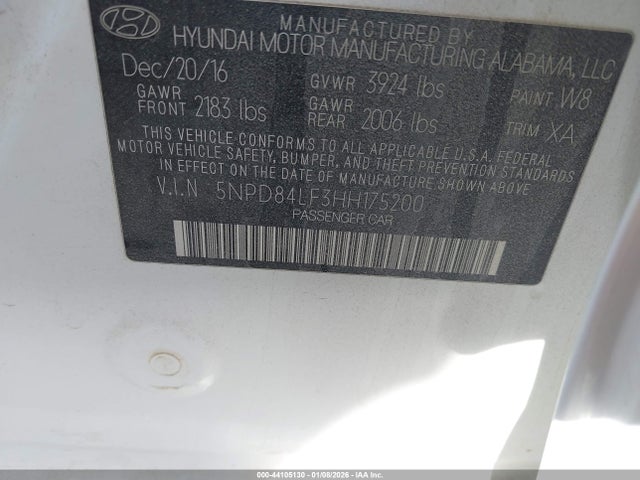 MANUFACTURED BY
HYUNDAI MOTOR MANUFACTURING ALABAMA, LLC
Dec/20/16 GVWR 3924 lbs PAINT W8
GAWR FRONT 2183 lbs GAWR REAR 2006 lbs TRIM XA
THIS VEHICLE CONFORMS TO ALL APPLICABLE U.S. FEDERAL
MOTOR VEHICLE SAFETY, BUMPER, AND THEFT PREVENTION STANDARDS
IN EFFECT ON THE DATE OF MANUFACTURE SHOWN ABOVE.
V.I.N 5NPD84LF3HH175200
PASSENGER CAR
000-44105130 - 01/08/2026 - IAAI Inc.